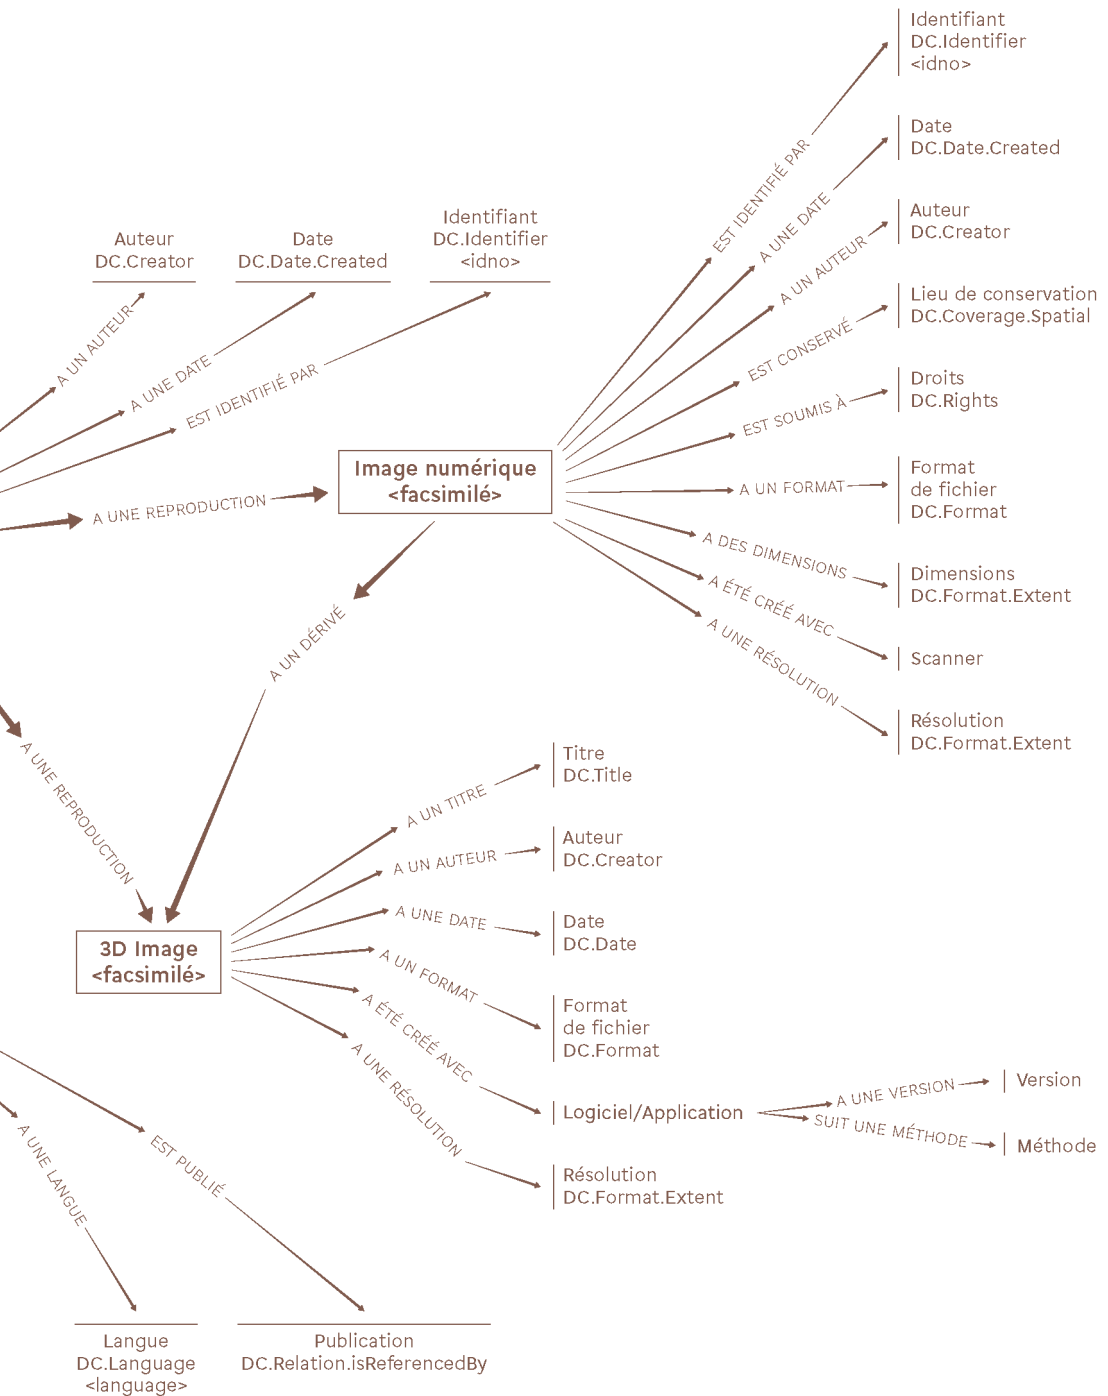 Identifiant
DC.Identifier
<idno>
Date
DC.Date.Created
Auteur
DC.Creator
Lieu de conservation
DC.Coverage.Spatial
Droits
DC.Rights
Format
de fichier
DC.Format
Dimensions
DC.Format.Extent
Scanner
Résolution
DC.Format.Extent
EST IDENTIFIÉ PAR
A UNE DATE
A UN AUTEUR
EST CONSERVÉ
EST SOUMIS À
A UN FORMAT
A DES DIMENSIONS
A ÉTÉ CRÉÉ AVEC
A UNE RÉSOLUTION
Auteur
DC.Creator
Date
DC.Date.Created
Identifiant
DC.Identifier
<idno>
A UN AUTEUR
A UNE DATE
EST IDENTIFIÉ PAR
A UNE REPRODUCTION
Image numérique
<facsimilé>
A UN DÉRIVÉ
A UNE REPRODUCTION
3D Image
<facsimilé>
A UN TITRE
A UN AUTEUR
A UNE DATE
A UN FORMAT
A ÉTÉ CRÉÉ AVEC
A UNE RÉSOLUTION
Titre
DC.Title
Auteur
DC.Creator
Date
DC.Date
Format
de fichier
DC.Format
Logiciel/Application
A UNE VERSION
Version
SUIT UNE MÉTHODE
Méthode
Résolution
DC.Format.Extent
A UNE LANGUE
EST PUBLIÉ
Langue
DC.Language
<language>
Publication
DC.Relation.isReferencedBy